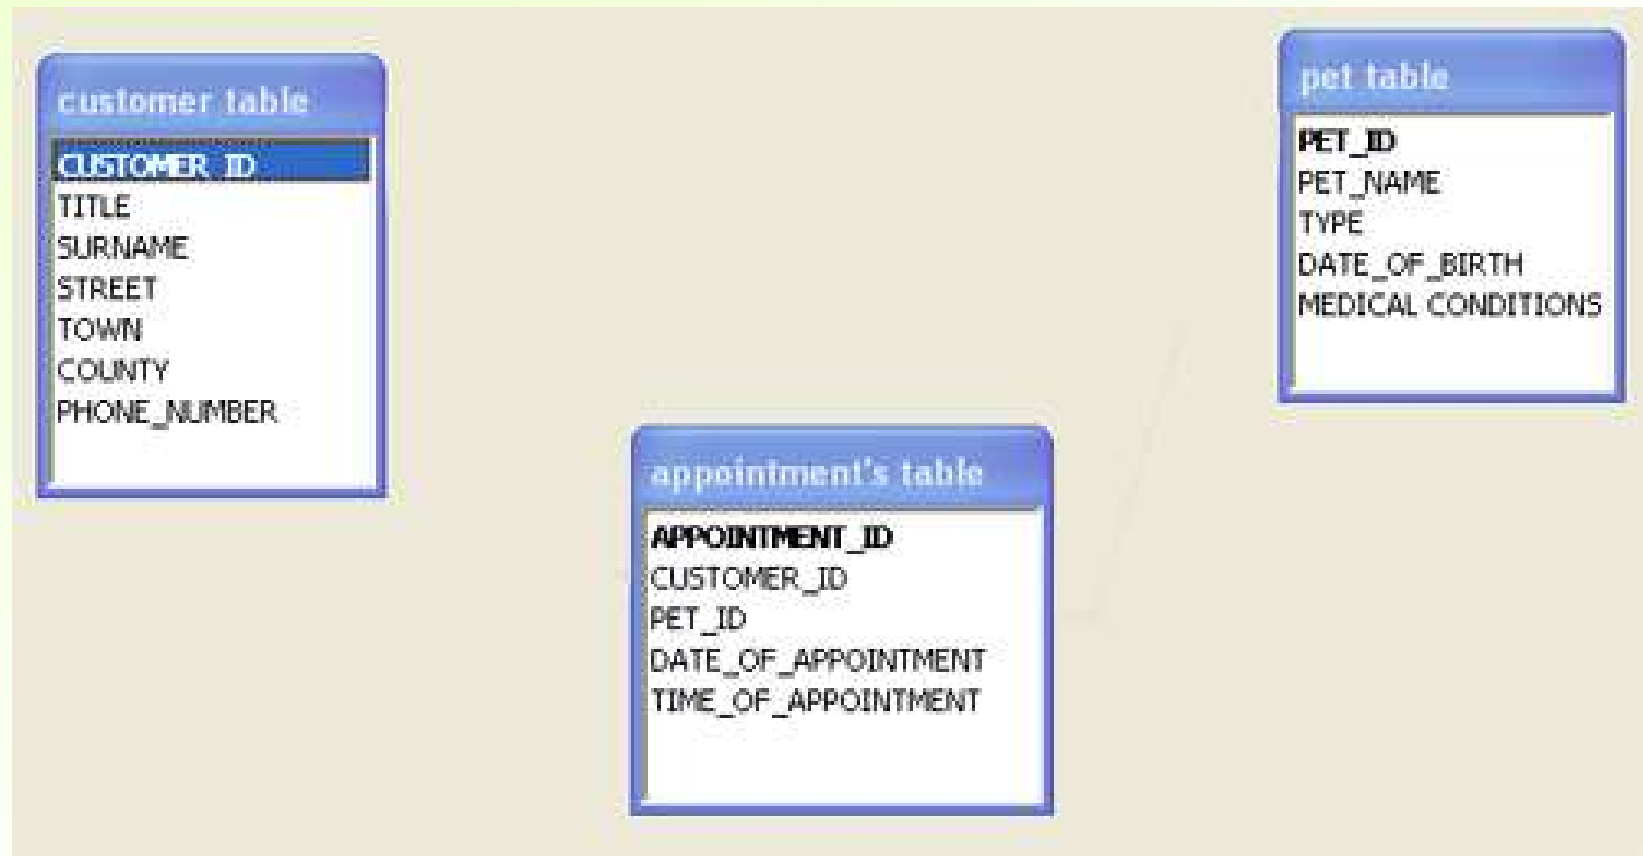 customer table
CUSTOMER_ID
TITLE
SURNAME
STREET
TOWN
COUNTY
PHONE_NUMBER
pet table
PET_ID
PET_NAME
TYPE
DATE_OF_BIRTH
MEDICAL CONDITIONS
appointment's table
APPOINTMENT_ID
CUSTOMER_ID
PET_ID
DATE_OF_APPOINTMENT
TIME_OF_APPOINTMENT